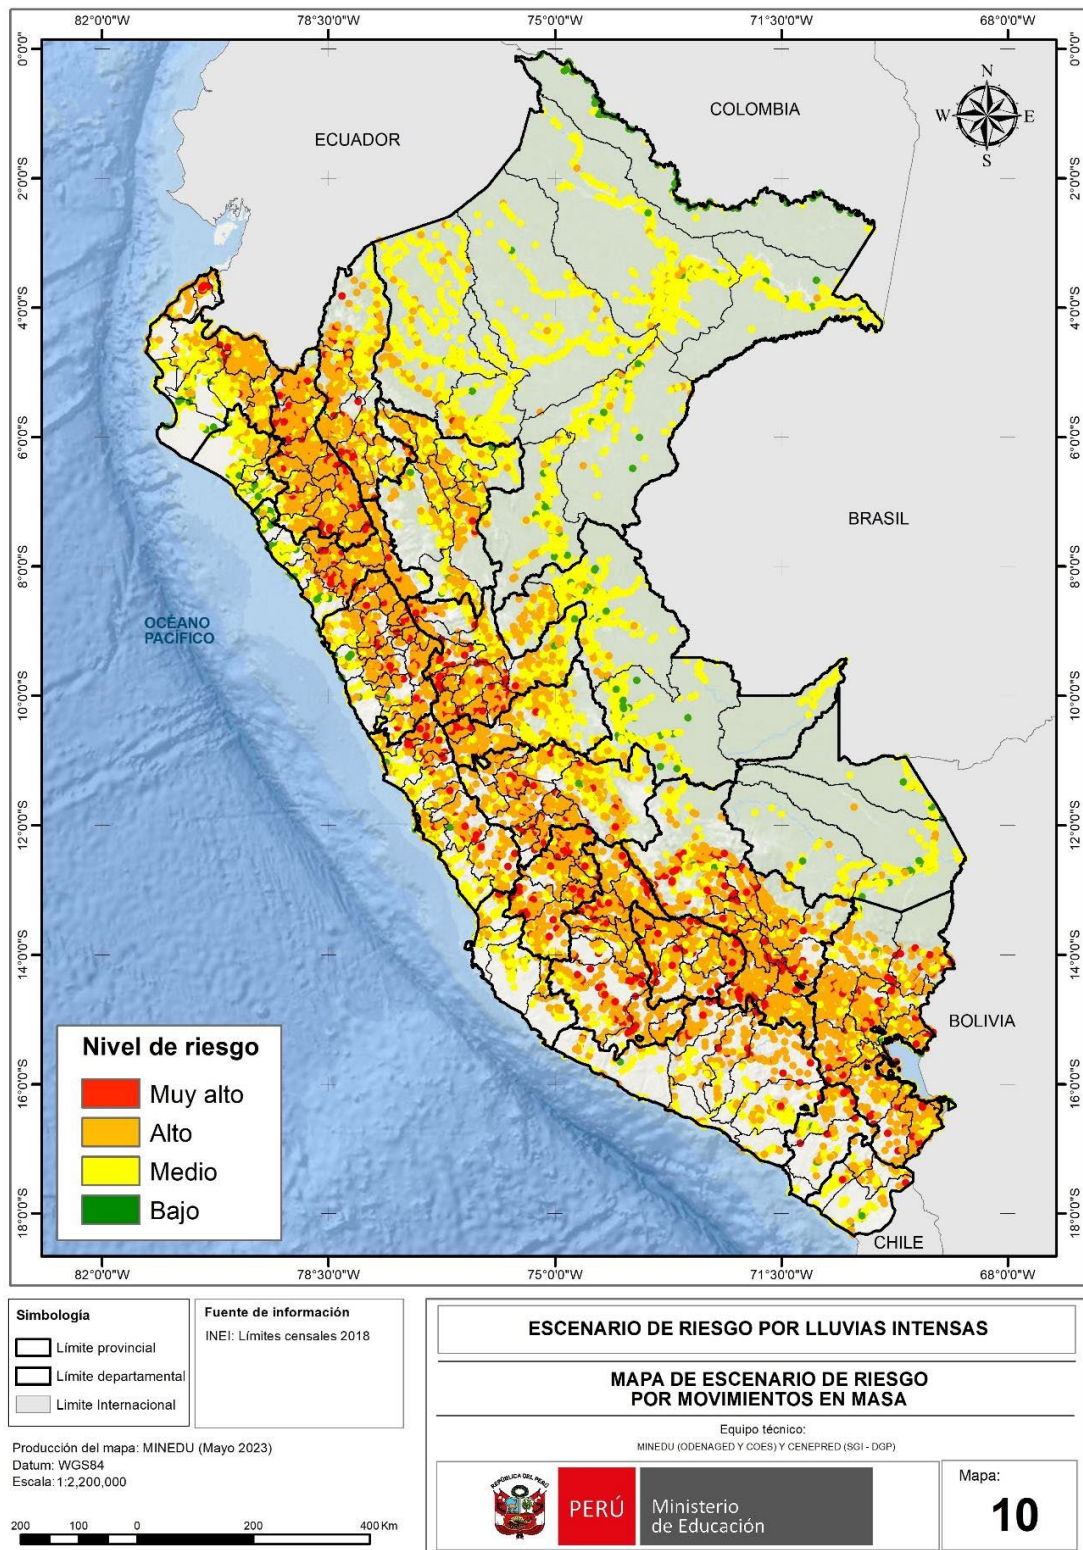 82°0'0"W 78°30'0"W 75°0'0"W 71°30'0"W 68°0'0"W
0°0'0"
2°0'0"S
4°0'0"S
6°0'0"S
8°0'0"S
10°0'0"S
12°0'0"S
14°0'0"S
16°0'0"S
18°0'0"S
ECUADOR
COLOMBIA
N
W E
S
BRASIL
OCÉANO
PACÍFICO
BOLIVIA
CHILE
Nivel de riesgo
Muy alto
Alto
Medio
Bajo
0°0'0"
2°0'0"S
4°0'0"S
6°0'0"S
8°0'0"S
10°0'0"S
12°0'0"S
14°0'0"S
16°0'0"S
18°0'0"S
82°0'0"W 78°30'0"W 75°0'0"W 71°30'0"W 68°0'0"W
Simbología
Límite provincial
Límite departamental
Limite Internacional
Fuente de información
INEI: Límites censales 2018
Producción del mapa: MINEDU (Mayo 2023)
Datum: WGS84
Escala: 1:2,200,000
200 100 0 200 400 Km
ESCENARIO DE RIESGO POR LLUVIAS INTENSAS
MAPA DE ESCENARIO DE RIESGO
POR MOVIMIENTOS EN MASA
Equipo técnico:
MINEDU (ODENAGED Y COES) Y CENEPRED (SGI - DGP)
REPÚBLICA DEL PERÚ
PERÚ
Ministerio
de Educación
Mapa:
10